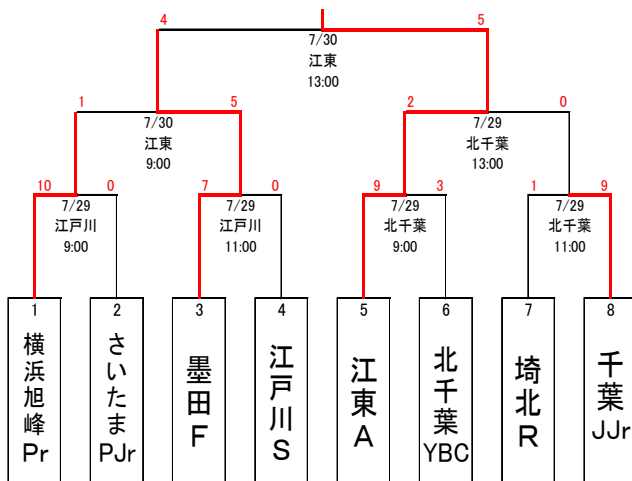 4 5
7/30
江東
13:00
1 5 2 0
7/30 7/29
江東 北千葉
9:00 13:00
10 0 7 0 9 3 1 9
7/29 7/29 7/29 7/29
江戸川 江戸川 北千葉 北千葉
9:00 11:00 9:00 11:00
1 2 3 4 5 6 7 8
横浜旭峰Pr
さいたまPJr
墨田F
江戸川S
江東A
北千葉YBC
埼北R
千葉JJr